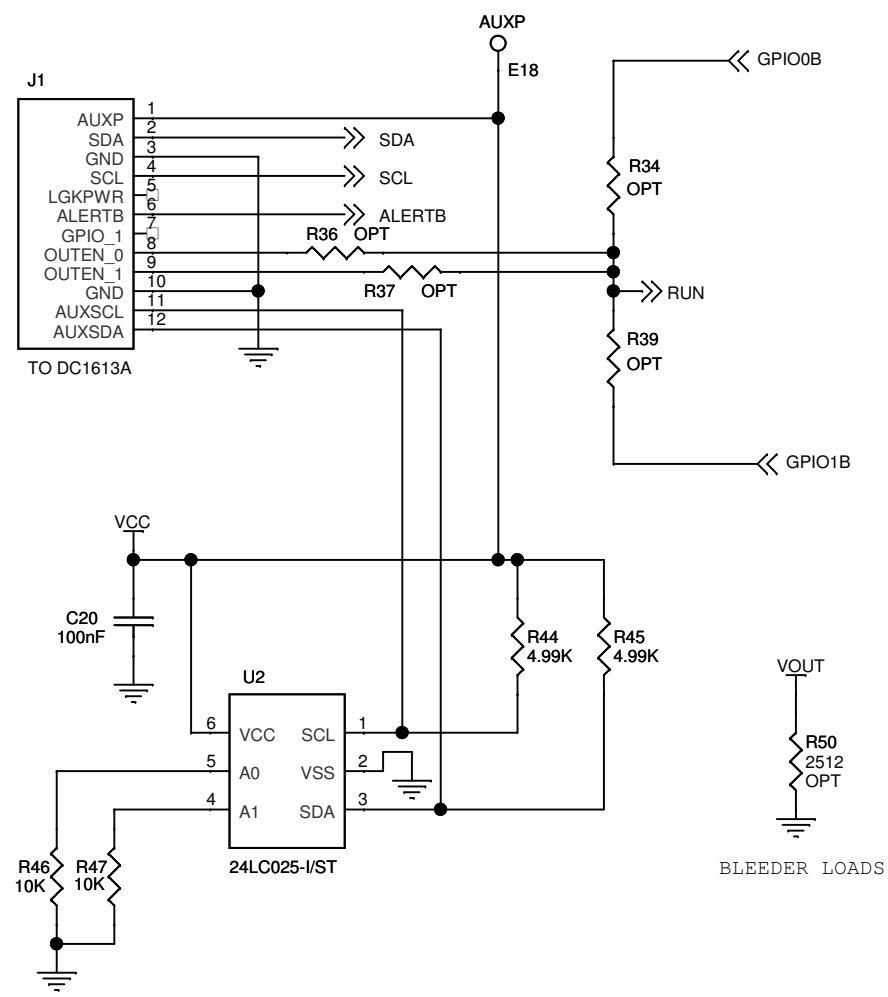 AUXP
E18
GPIO0B
J1
AUXP 1
SDA 2
GND 3
SCL 4
LGKPWR 5
ALERTB 6
GPIO_1 7
OUTEN_0 8
OUTEN_1 9
GND 10
AUXSCL 11
AUXSDA 12
TO DC1613A
SDA
SCL
ALERTB
R36 OPT
R37 OPT
R34
OPT
RUN
R39
OPT
GPIO1B
VCC
C20
100nF
R44
4.99K
R45
4.99K
U2
6 VCC SCL 1
5 A0 VSS 2
4 A1 SDA 3
24LC025-I/ST
R46
10K
R47
10K
VOUT
R50
2512
OPT
BLEEDER LOADS